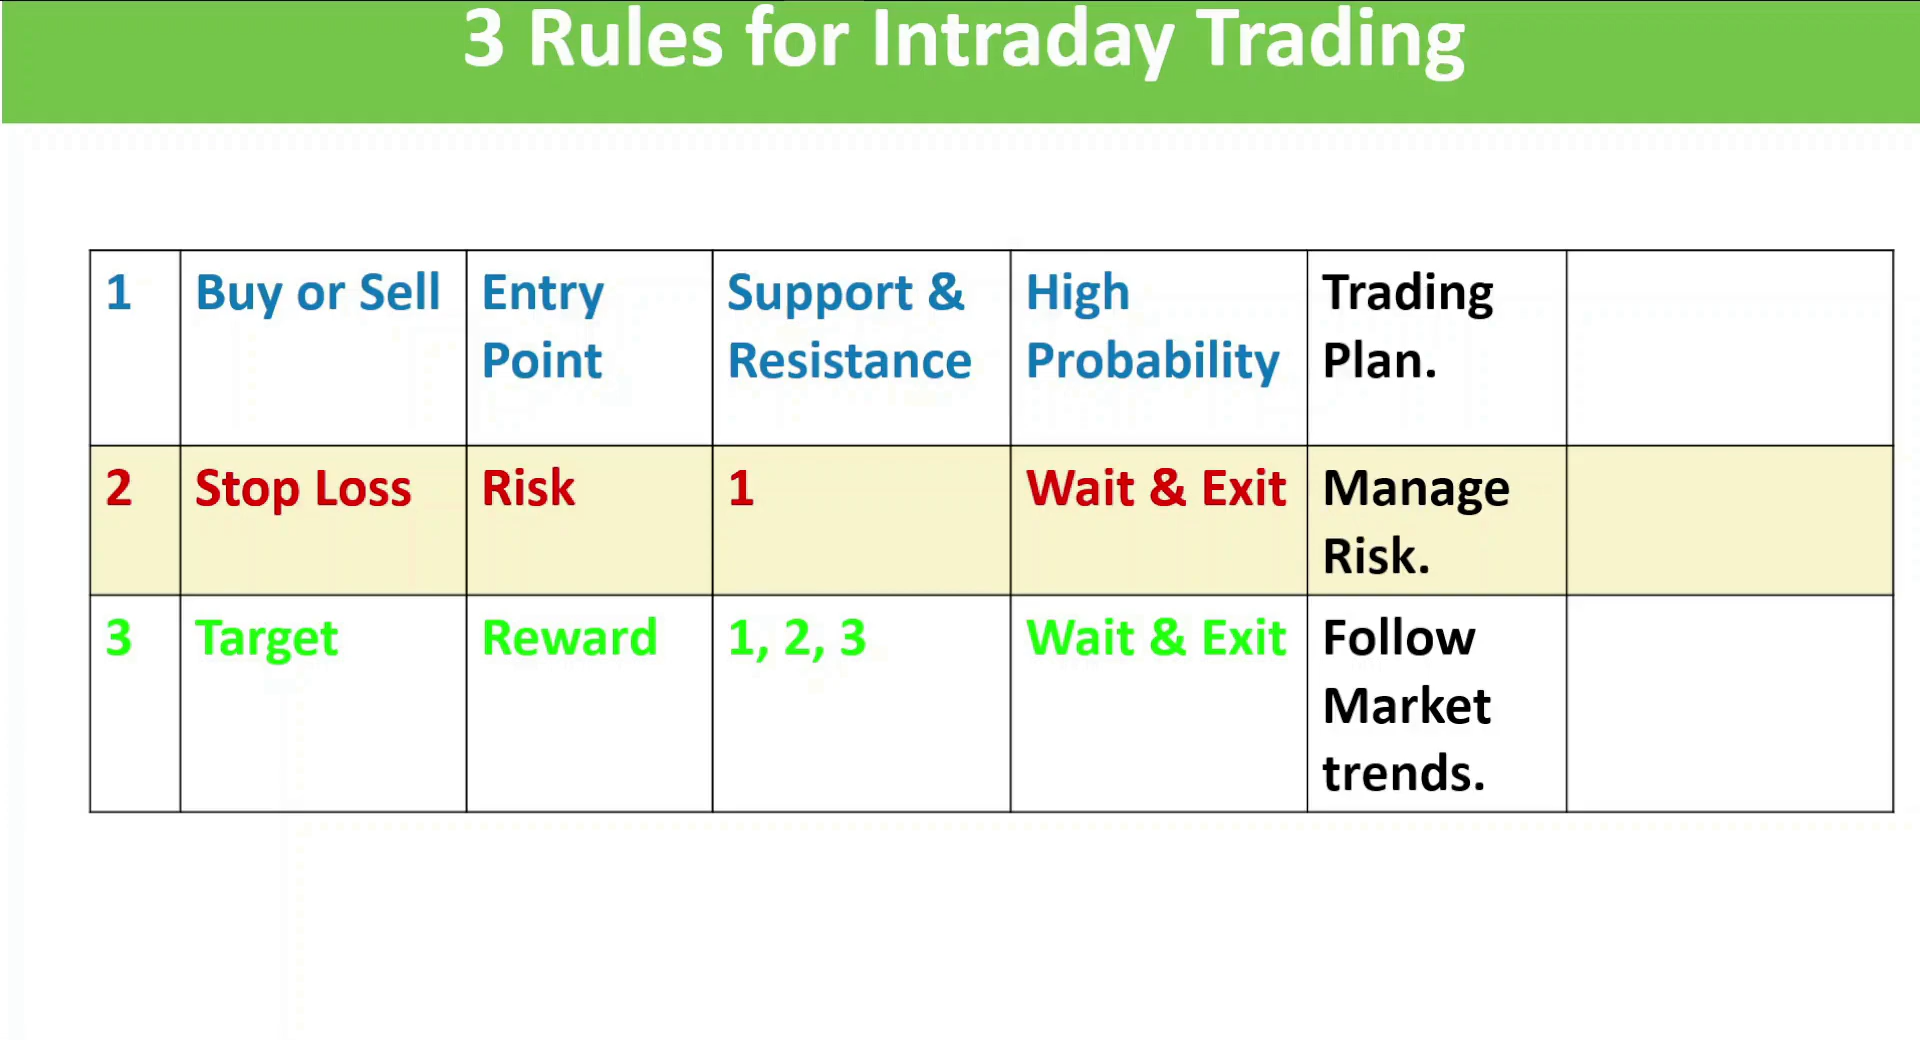 3 Rules for Intraday Trading
1 Buy or Sell Entry Point Support & Resistance High Probability Trading Plan.
2 Stop Loss Risk 1 Wait & Exit Manage Risk.
3 Target Reward 1, 2, 3 Wait & Exit Follow Market trends.